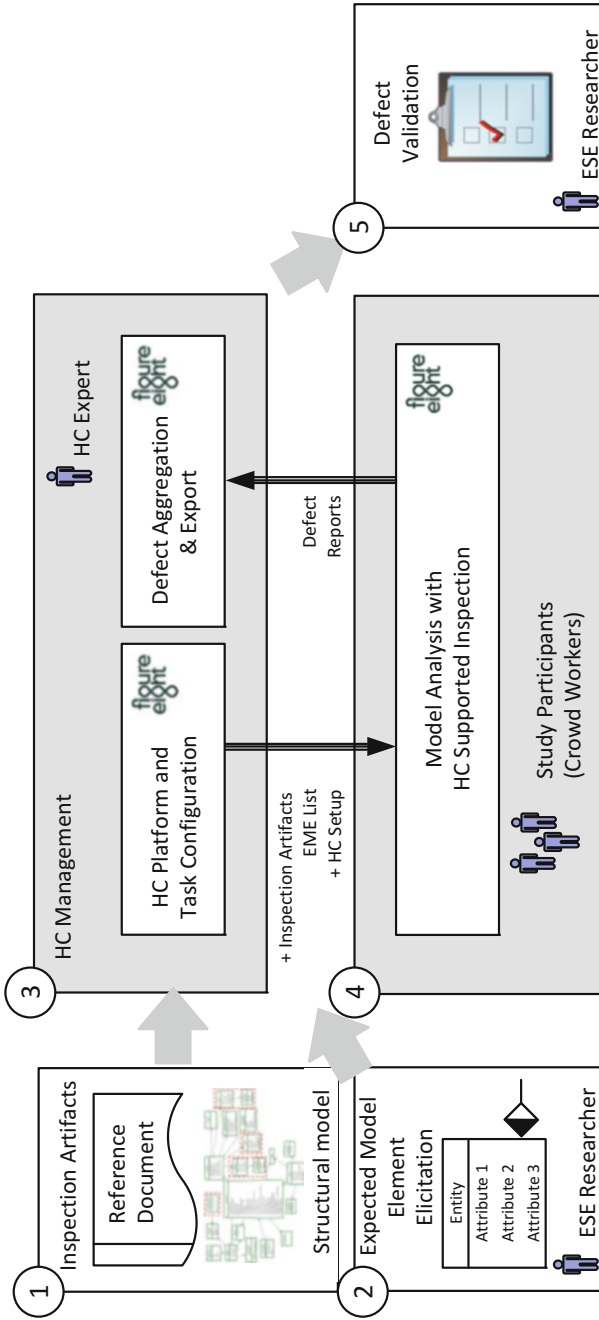 1
Inspection Artifacts
Reference
Document
Structural model
2
Expected Model
Element
Elicitation
Entity
Attribute 1
Attribute 2
Attribute 3
ESE Researcher
3
HC Management
HC Expert
HC Platform and
Task Configuration
figure
eight
Defect Aggregation
& Export
figure
eight
+ Inspection Artifacts
EME List
+ HC Setup
Defect
Reports
4
Model Analysis with
HC Supported Inspection
figure
eight
Study Participants
(Crowd Workers)
5
Defect
Validation
ESE Researcher